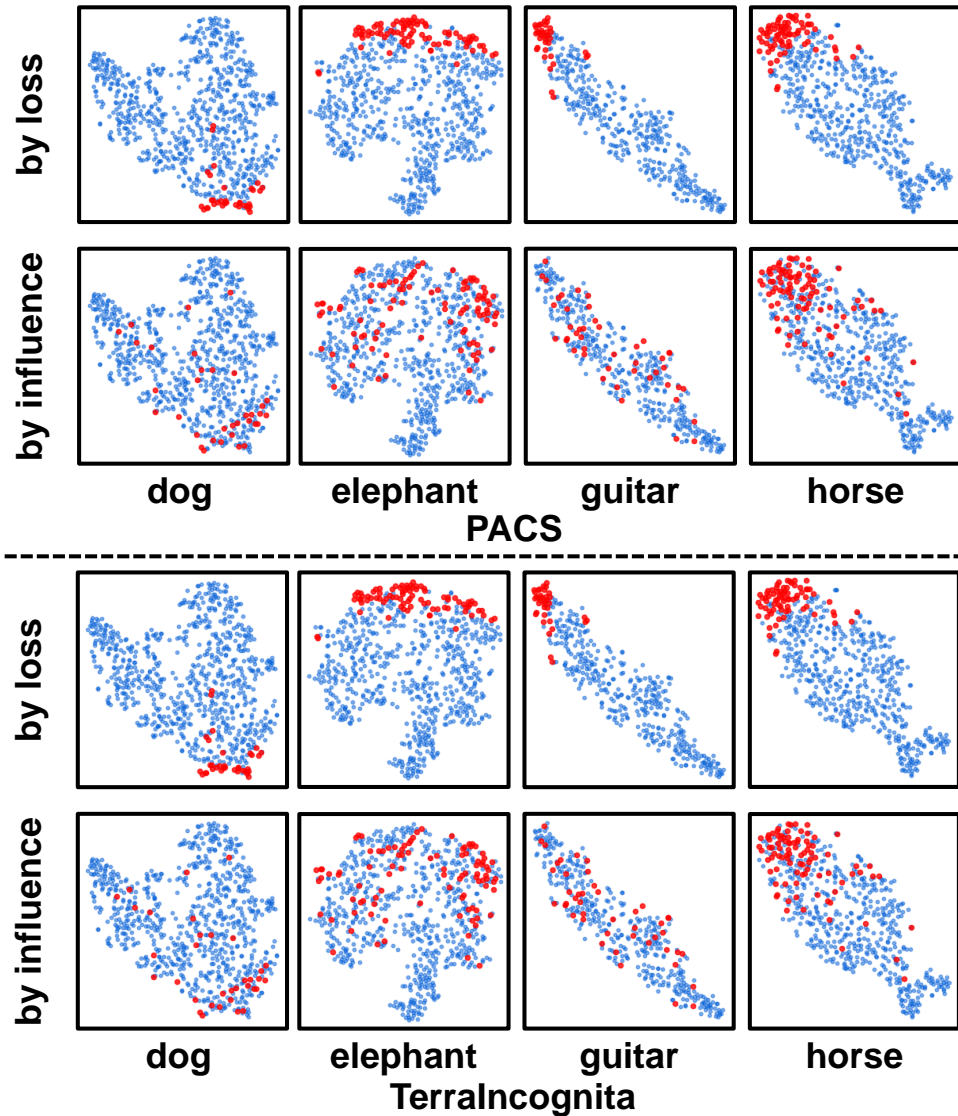 by loss
by influence
dog elephant guitar horse
PACS
by loss
by influence
dog elephant guitar horse
TerraIncognita